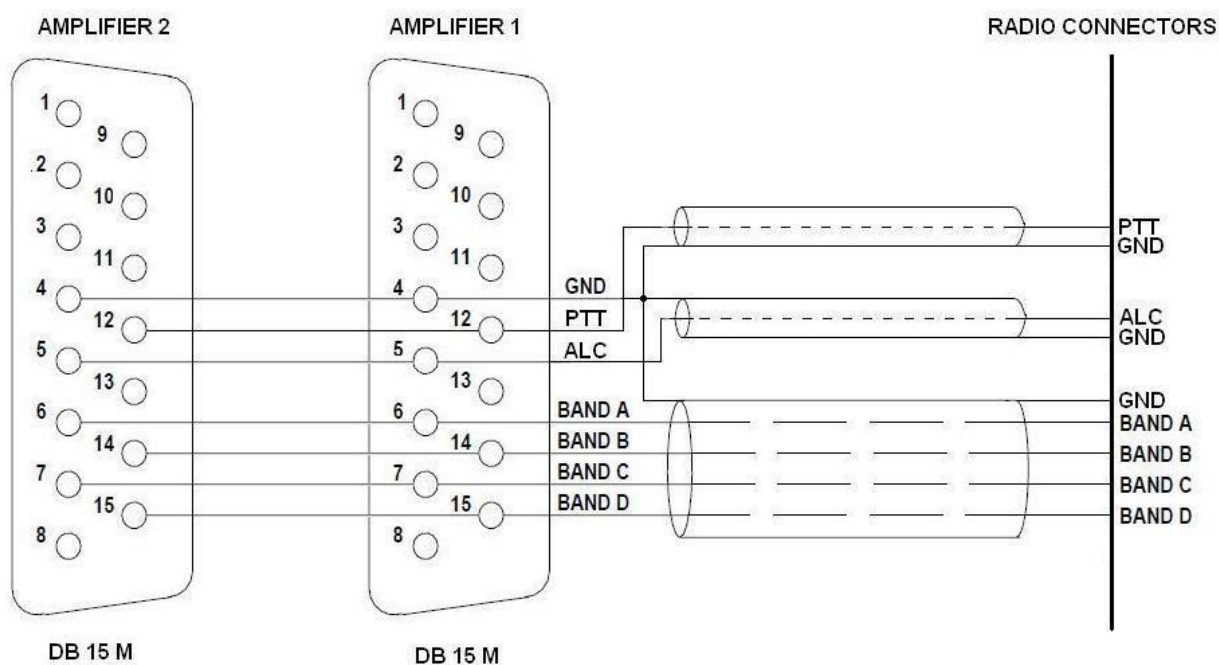 AMPLIFIER 2
AMPLIFIER 1
RADIO CONNECTORS
1
9
2
10
3
11
4
12
5
13
6
14
7
15
8
DB 15 M
1
9
2
10
3
11
4
12
5
13
6
14
7
15
8
DB 15 M
GND
PTT
ALC
BAND A
BAND B
BAND C
BAND D
PTT
GND
ALC
GND
GND
BAND A
BAND B
BAND C
BAND D